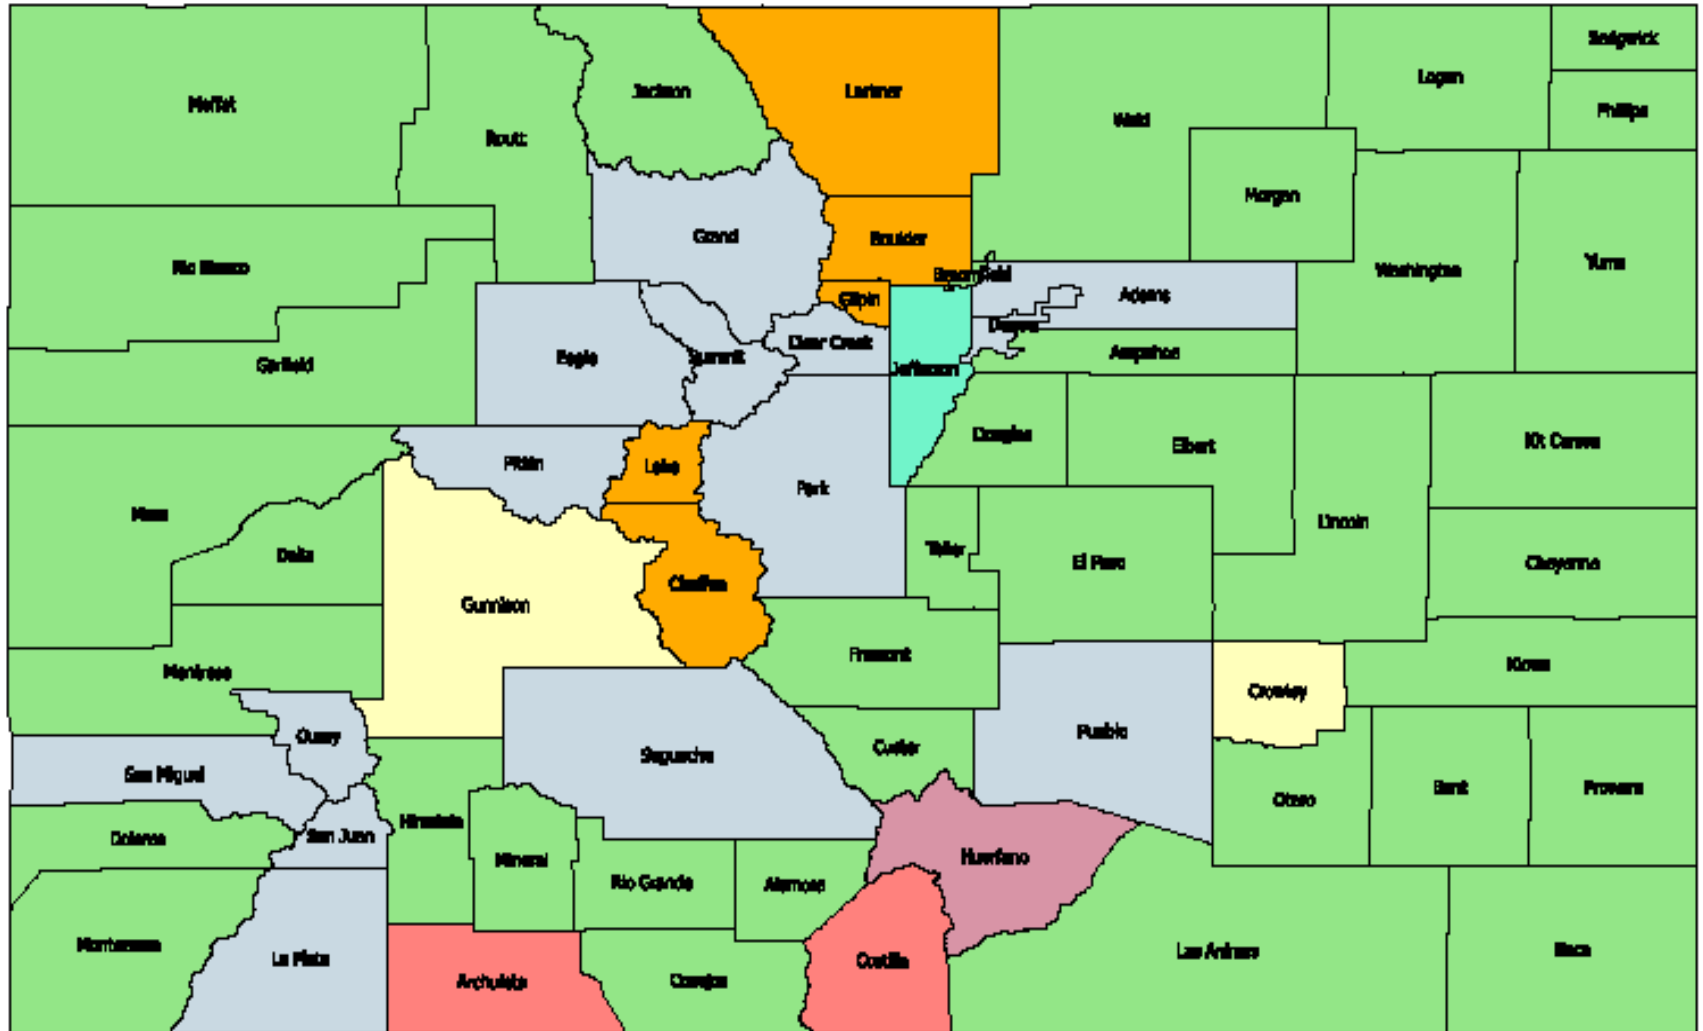 Sedgwick
Logan
Moffat
Jackson
Larimer
Phillips
Weld
Routt
Morgan
Grand
Boulder
Rio Blanco
Washington
Yuma
Broomfield
Gilpin
Adams
Denver
Clear Creek
Arapahoe
Eagle
Summit
Garfield
Jefferson
Douglas
Elbert
Kit Carson
Pitkin
Lake
Park
Mesa
Lincoln
Delta
Teller
El Paso
Cheyenne
Chaffee
Gunnison
Fremont
Kiowa
Montrose
Crowley
Ouray
Pueblo
Custer
Saguache
San Miguel
Otero
Bent
Prowers
Hinsdale
Dolores
San Juan
Mineral
Huerfano
Rio Grande
Alamosa
Montezuma
La Plata
Las Animas
Baca
Costilla
Archuleta
Conejos